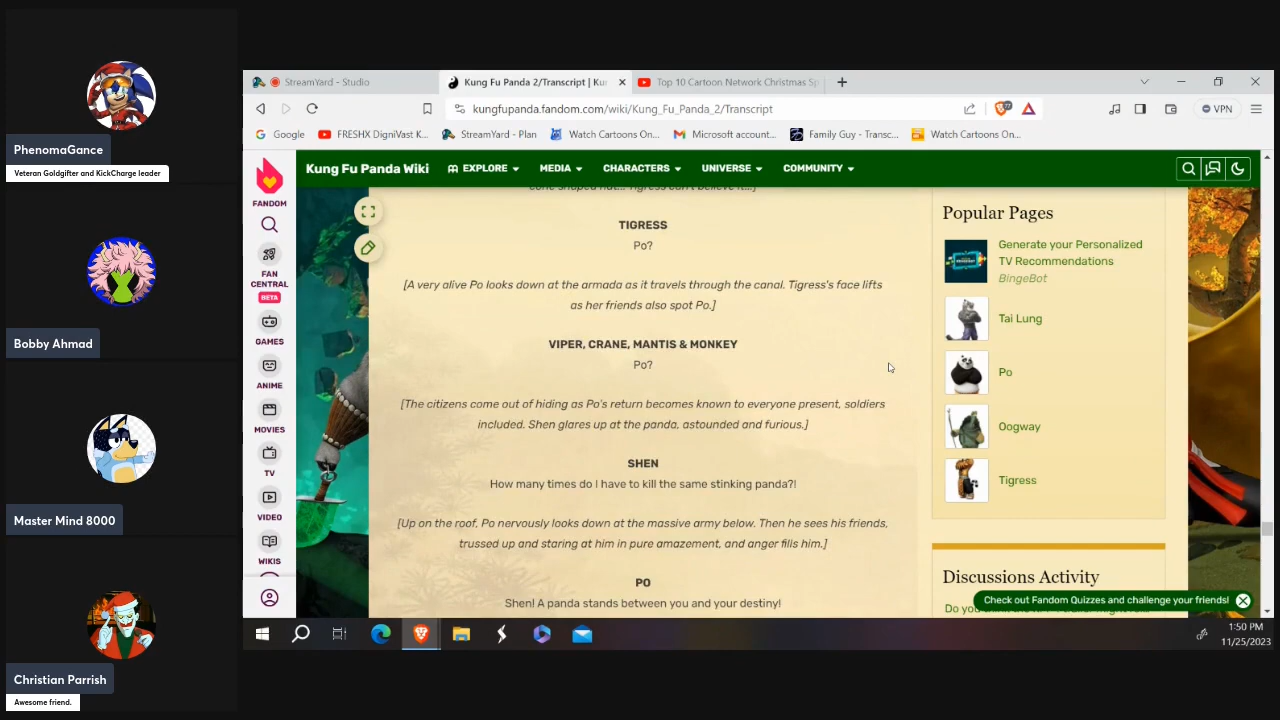 PhenomaGance
Veteran Goldgifter and KickCharge leader
Bobby Ahmad
Master Mind 8000
Christian Parrish
Awesome friend.
StreamYard - Studio
Kung Fu Panda 2/Transcript | Kun
Top 10 Cartoon Network Christmas Sp
kungfupanda.fandom.com/wiki/Kung_Fu_Panda_2/Transcript
VPN
Google
FRESHX DigniVast K...
StreamYard - Plan
Watch Cartoons On...
Microsoft account...
Family Guy - Transc...
Watch Cartoons On...
FANDOM
FAN
CENTRAL
BETA
GAMES
ANIME
MOVIES
TV
VIDEO
WIKIS
Kung Fu Panda Wiki
EXPLORE
MEDIA
CHARACTERS
UNIVERSE
COMMUNITY
cone shaped hat... Tigress can't believe it...]
TIGRESS
Po?
[A very alive Po looks down at the armada as it travels through the canal. Tigress's face lifts
as her friends also spot Po.]
VIPER, CRANE, MANTIS & MONKEY
Po?
[The citizens come out of hiding as Po's return becomes known to everyone present, soldiers
included. Shen glares up at the panda, astounded and furious.]
SHEN
How many times do I have to kill the same stinking panda?!
[Up on the roof, Po nervously looks down at the massive army below. Then he sees his friends,
trussed up and staring at him in pure amazement, and anger fills him.]
PO
Shen! A panda stands between you and your destiny!
Popular Pages
Generate your Personalized
TV Recommendations
BingeBot
Tai Lung
Po
Oogway
Tigress
Discussions Activity
Check out Fandom Quizzes and challenge your friends!
1:50 PM
11/25/2023